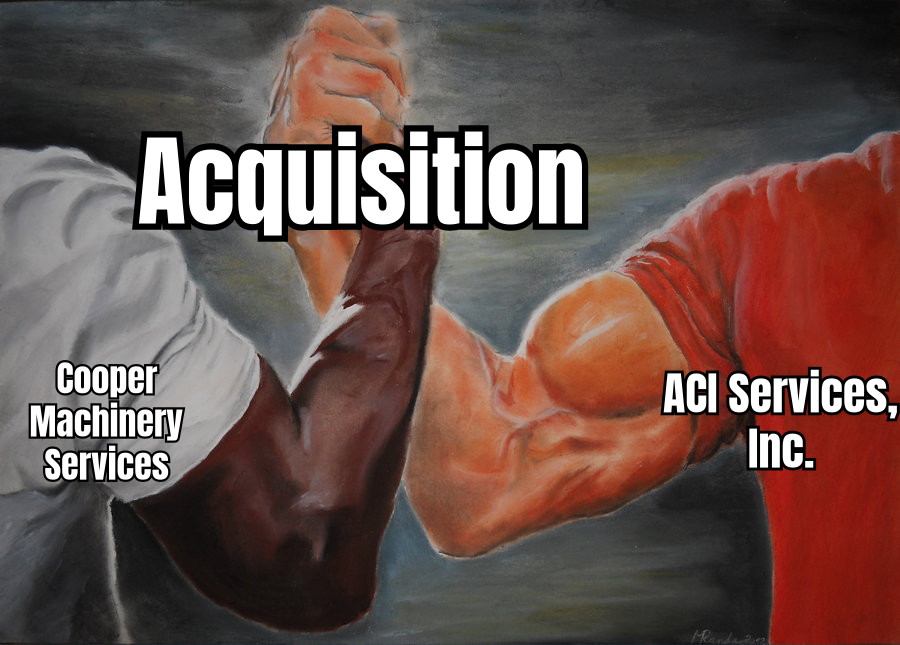 Acquisition
Cooper
Machinery
Services
ACI Services,
Inc.